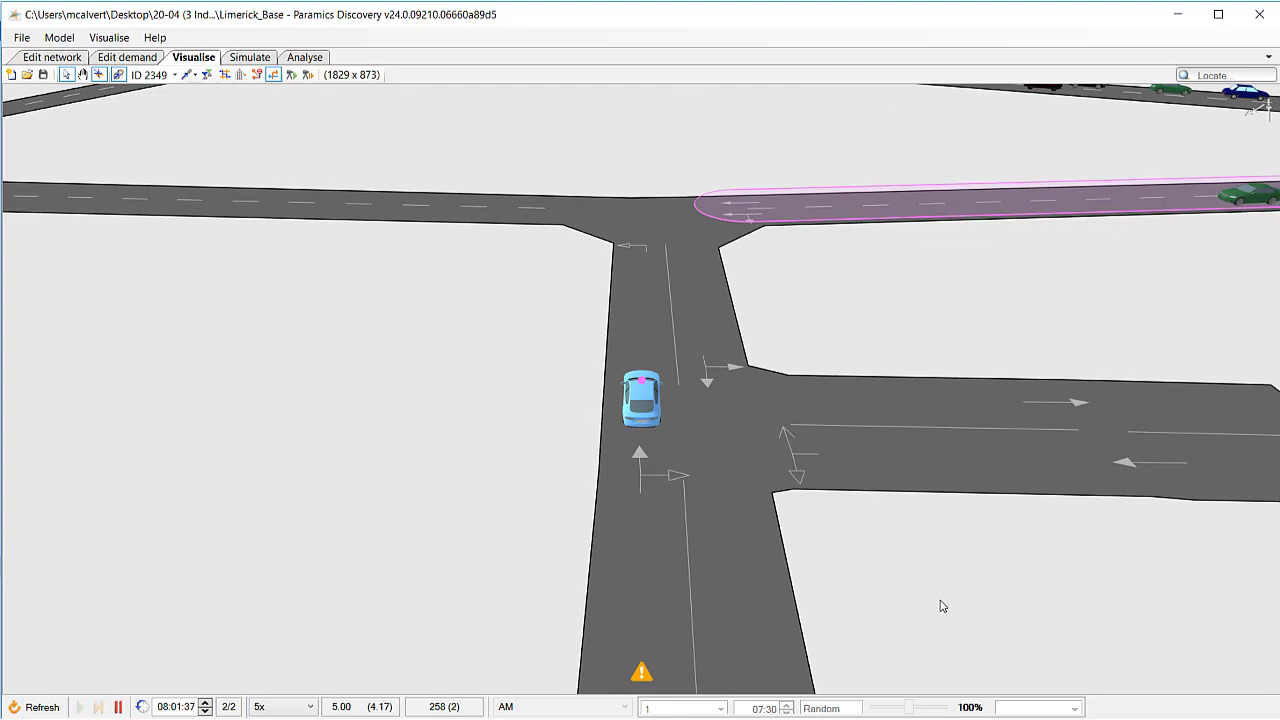 C:\Users\mcalvert\Desktop\20-04 (3 Ind...\Limerick_Base - Paramics Discovery v24.0.09210.06660a89d5
File Model Visualise Help
Edit network Edit demand Visualise Simulate Analyse
ID 2349 (1829 x 873) Locate...
Refresh 08:01:37 2/2 5x 5.00 (4.17) 258 (2) AM 1 07:30 Random 100%